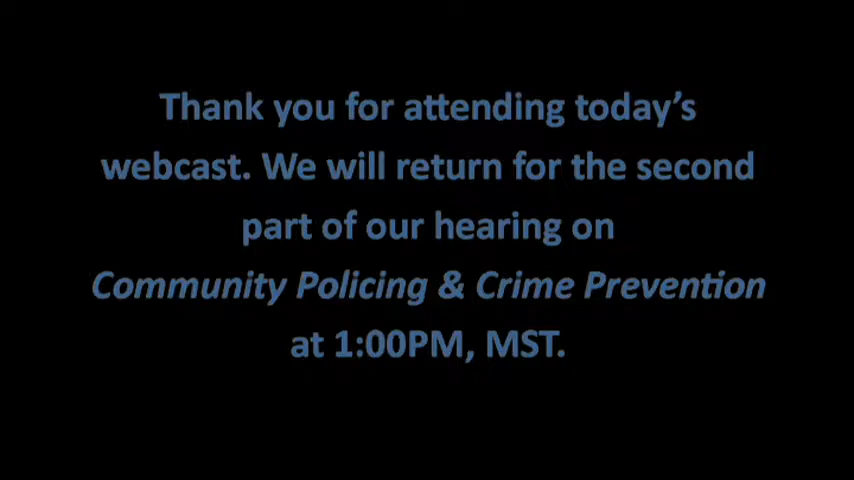 Thank you for attending today's
webcast. We will return for the second
part of our hearing on
Community Policing & Crime Prevention
at 1:00PM, MST.